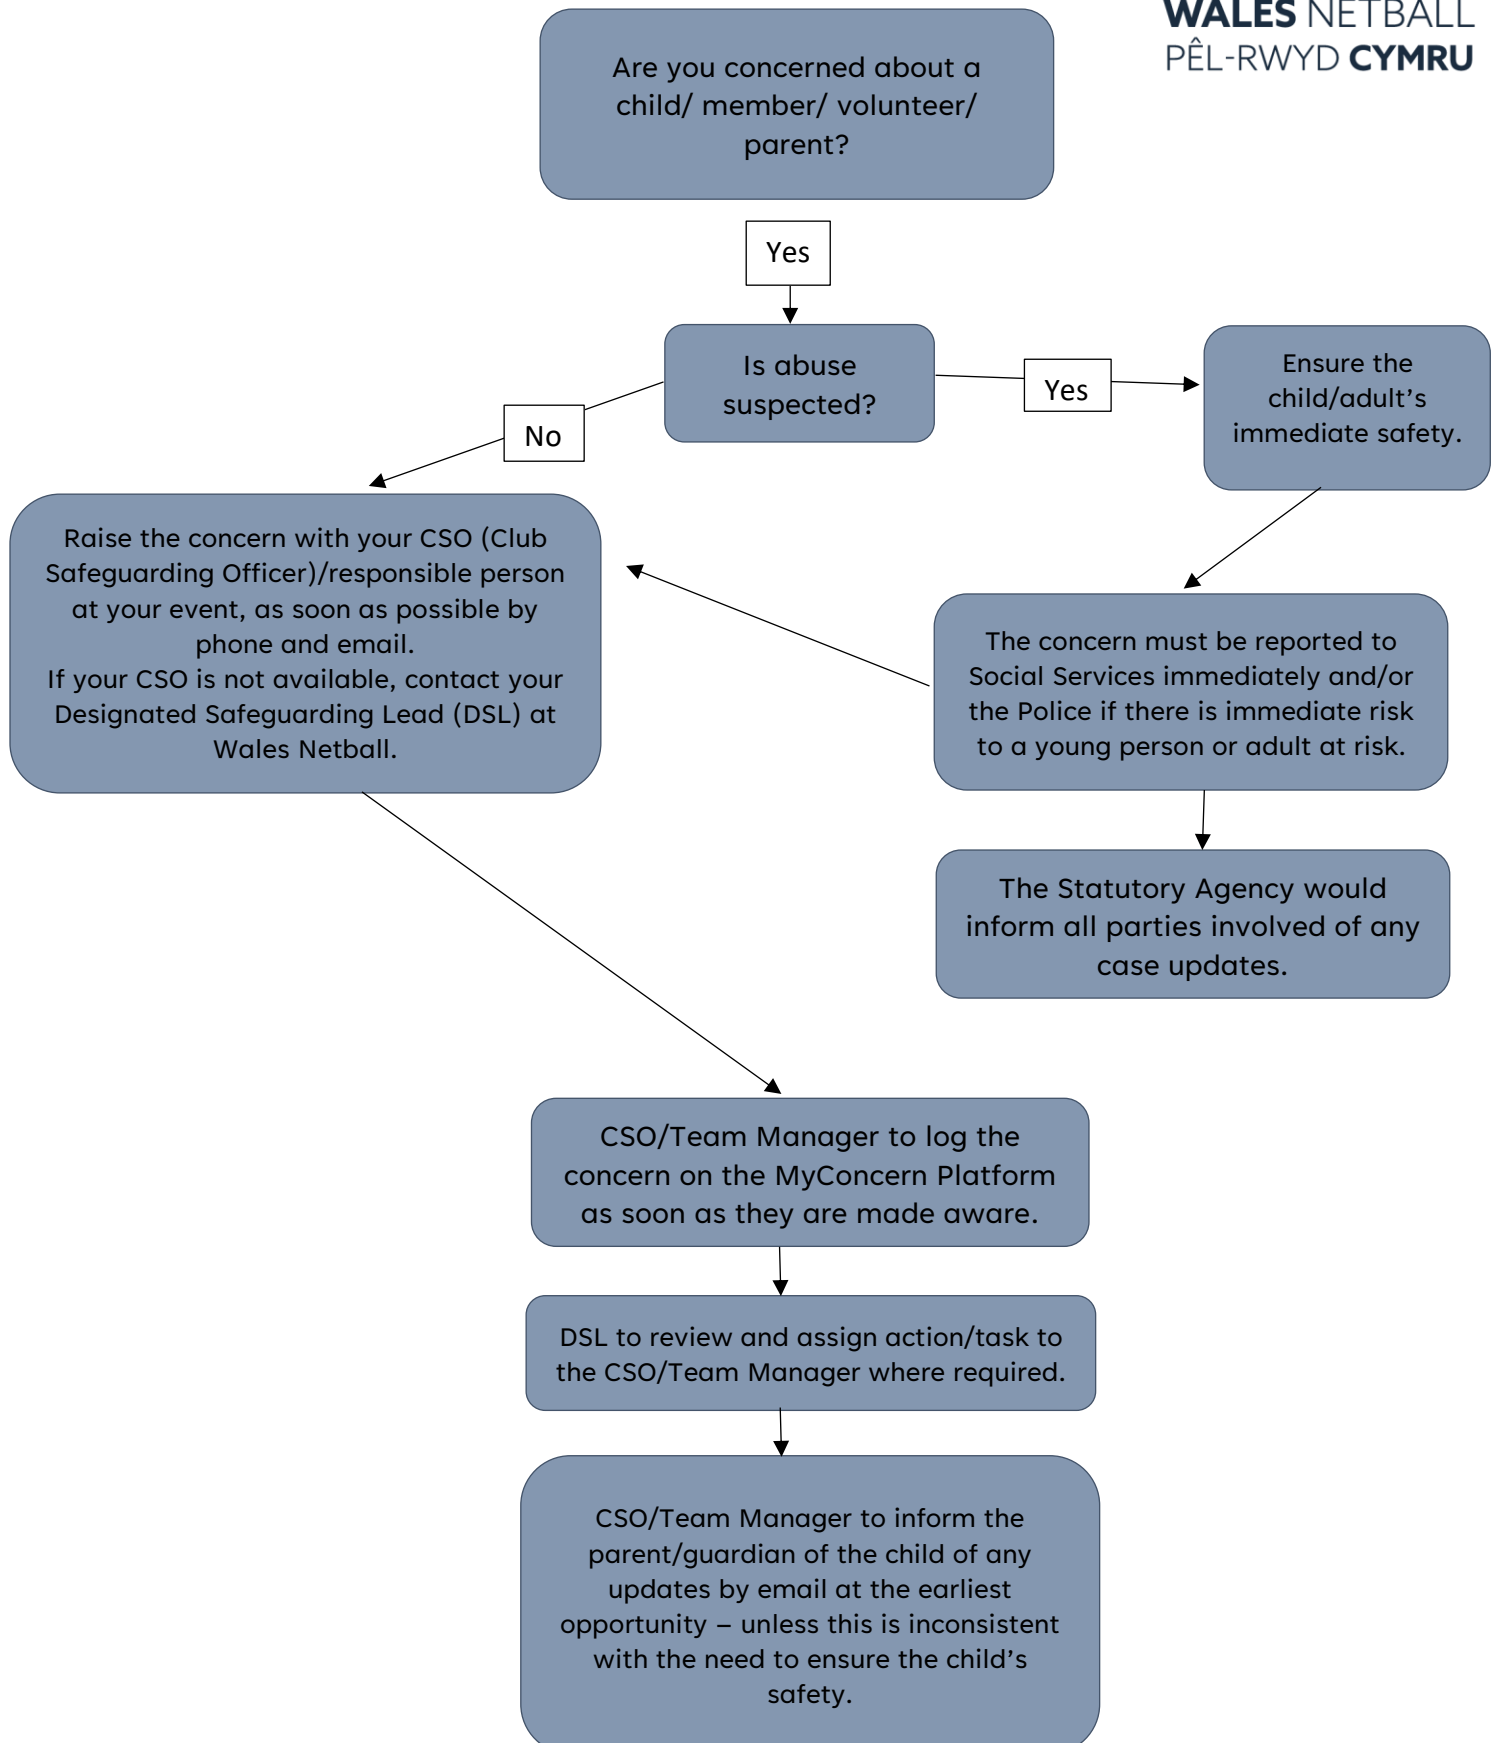 WALES NETBALL
PÊL-RWYD CYMRU
Are you concerned about a
child/ member/ volunteer/
parent?
Yes
Is abuse
suspected?
Yes
Ensure the
child/adult’s
immediate safety.
No
Raise the concern with your CSO (Club
Safeguarding Officer)/responsible person
at your event, as soon as possible by
phone and email.
If your CSO is not available, contact your
Designated Safeguarding Lead (DSL) at
Wales Netball.
The concern must be reported to
Social Services immediately and/or
the Police if there is immediate risk
to a young person or adult at risk.
The Statutory Agency would
inform all parties involved of any
case updates.
CSO/Team Manager to log the
concern on the MyConcern Platform
as soon as they are made aware.
DSL to review and assign action/task to
the CSO/Team Manager where required.
CSO/Team Manager to inform the
parent/guardian of the child of any
updates by email at the earliest
opportunity – unless this is inconsistent
with the need to ensure the child’s
safety.